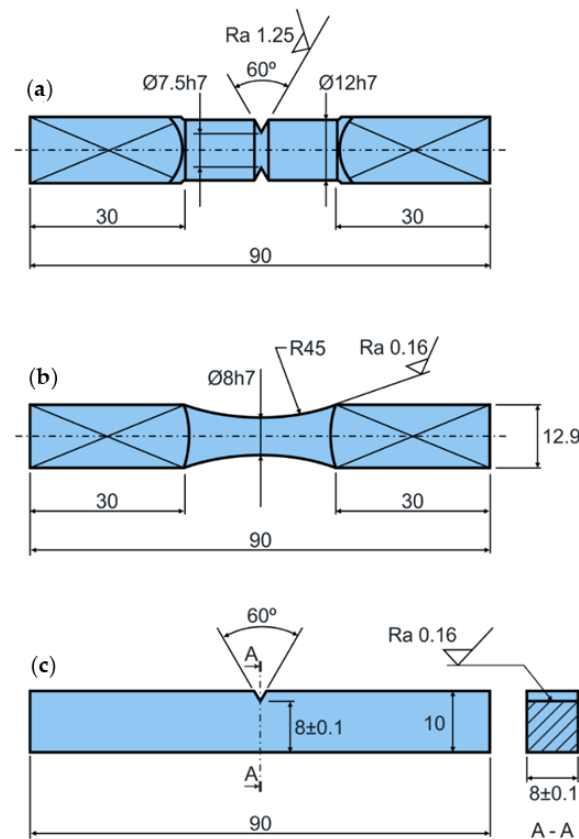 Ra 1.25
(a)
60º
Ø7.5h7
Ø12h7
30
30
90
(b)
R45
Ra 0.16
Ø8h7
12.9
30
30
90
60º
(c)
A
Ra 0.16
8±0.1
10
A
8±0.1
90
A - A